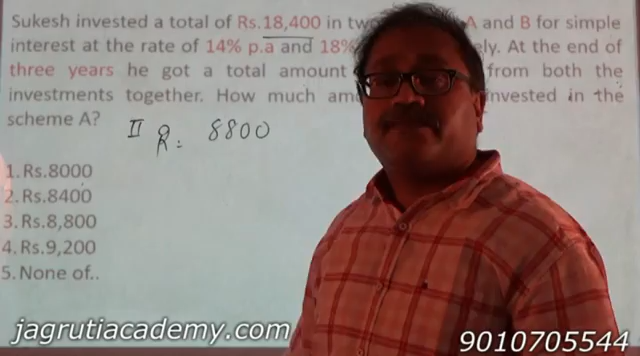 Sukesh invested a total of Rs.18,400 in two A and B for simple
interest at the rate of 14% p.a and 18% ely. At the end of
three years he got a total amount from both the
investments together. How much am invested in the
scheme A?
II R = 8800
1.Rs.8000
2.Rs.8400
3.Rs.8,800
4.Rs.9,200
5.None of..
jagrutiacademy.com
9010705544